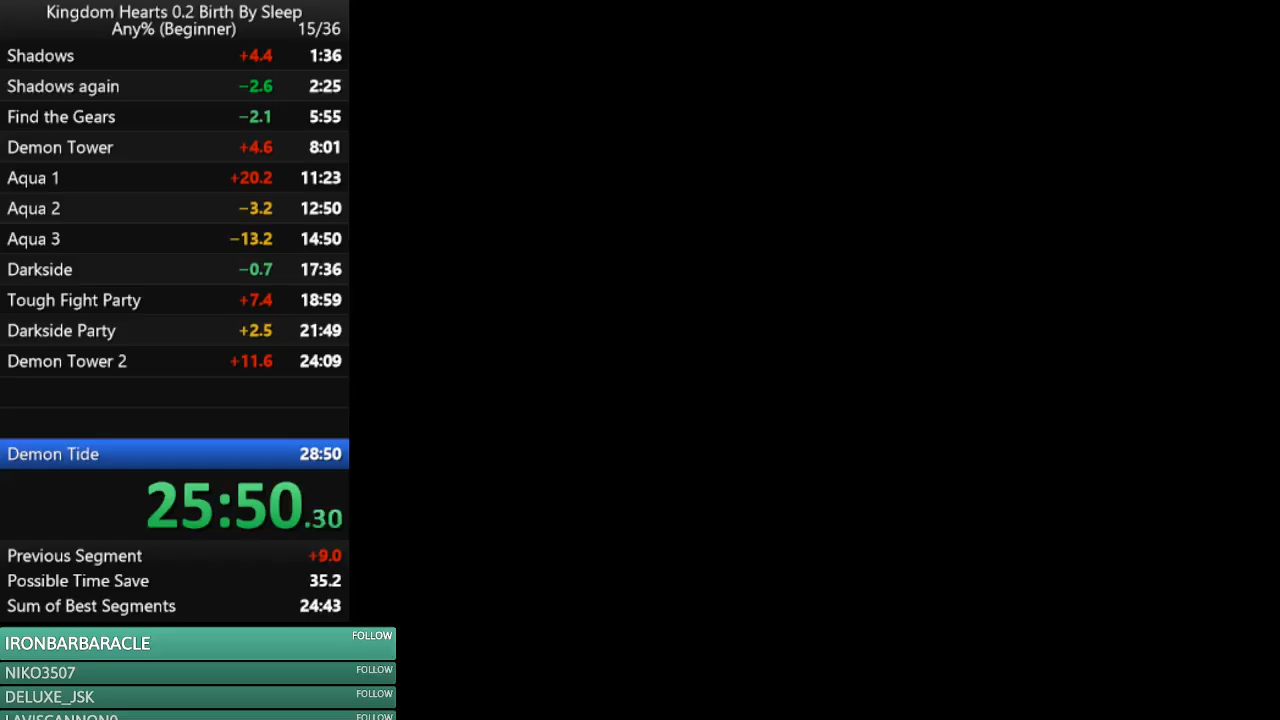 Kingdom Hearts 0.2 Birth By Sleep
Any% (Beginner) 15/36
Shadows +4.4 1:36
Shadows again −2.6 2:25
Find the Gears −2.1 5:55
Demon Tower +4.6 8:01
Aqua 1 +20.2 11:23
Aqua 2 −3.2 12:50
Aqua 3 −13.2 14:50
Darkside −0.7 17:36
Tough Fight Party +7.4 18:59
Darkside Party +2.5 21:49
Demon Tower 2 +11.6 24:09
Demon Tide 28:50
25:50.30
Previous Segment +9.0
Possible Time Save 35.2
Sum of Best Segments 24:43
IRONBARBARACLE FOLLOW
NIKO3507 FOLLOW
DELUXE_JSK FOLLOW
FOLLOW